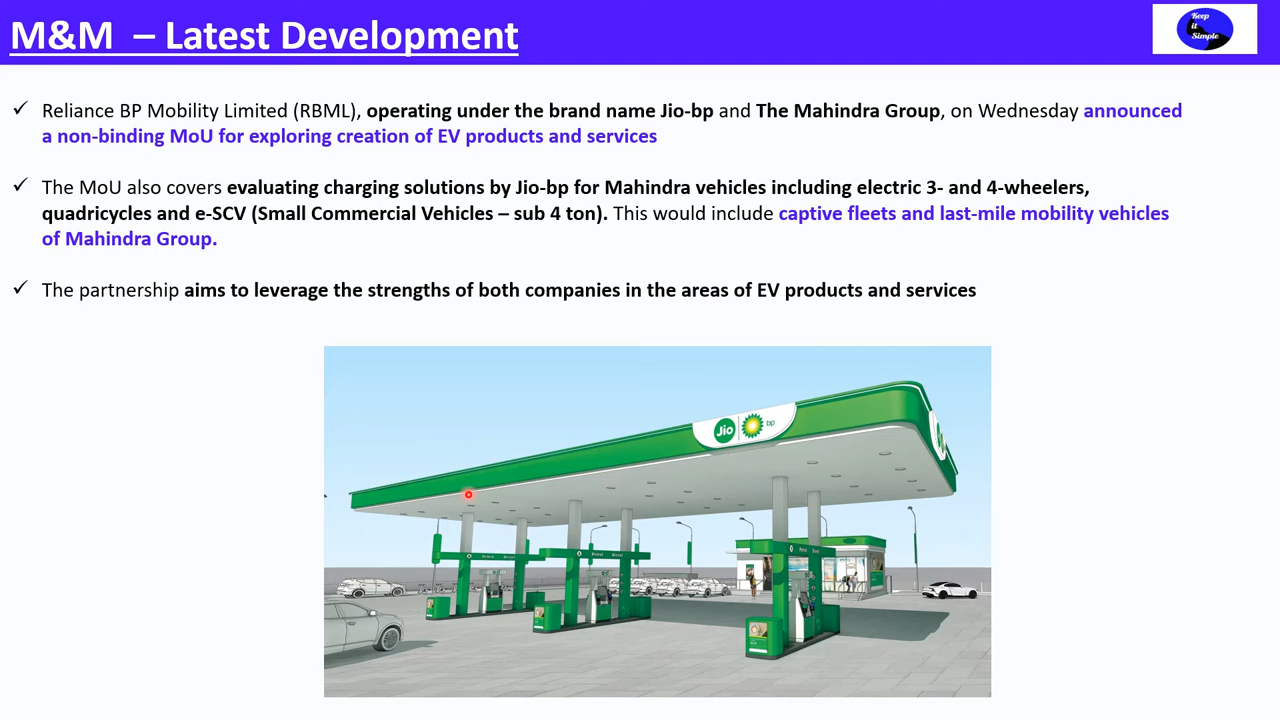 M&M – Latest Development
Keep
it
Simple
✓ Reliance BP Mobility Limited (RBML), operating under the brand name Jio-bp and The Mahindra Group, on Wednesday announced
a non-binding MoU for exploring creation of EV products and services
✓ The MoU also covers evaluating charging solutions by Jio-bp for Mahindra vehicles including electric 3- and 4-wheelers,
quadricycles and e-SCV (Small Commercial Vehicles – sub 4 ton). This would include captive fleets and last-mile mobility vehicles
of Mahindra Group.
✓ The partnership aims to leverage the strengths of both companies in the areas of EV products and services
Jio bp
Petrol Diesel
Petrol Diesel